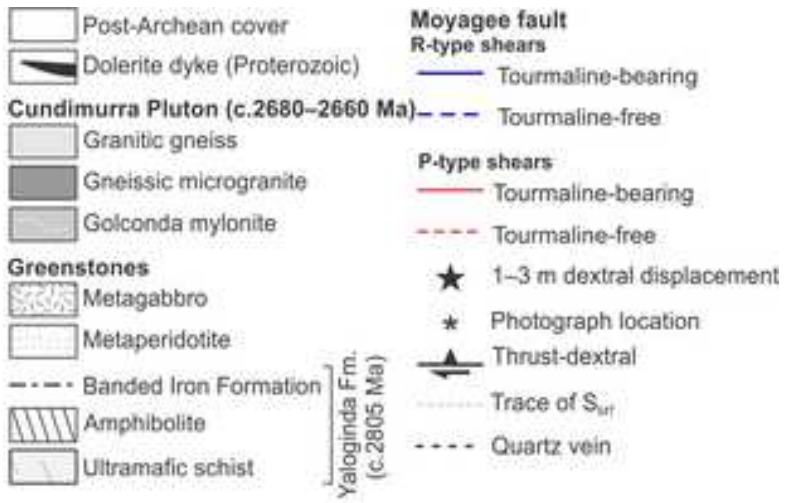 Post-Archean cover
Dolerite dyke (Proterozoic)
Cundimurra Pluton (c.2680–2660 Ma)
Granitic gneiss
Gneissic microgranite
Golconda mylonite
Greenstones
Metagabbro
Metaperidotite
Banded Iron Formation
Amphibolite
Ultramafic schist
Yaloginda Fm.
(c.2805 Ma)
Moyagee fault
R-type shears
Tourmaline-bearing
Tourmaline-free
P-type shears
Tourmaline-bearing
Tourmaline-free
1–3 m dextral displacement
Photograph location
Thrust-dextral
Trace of
Quartz vein